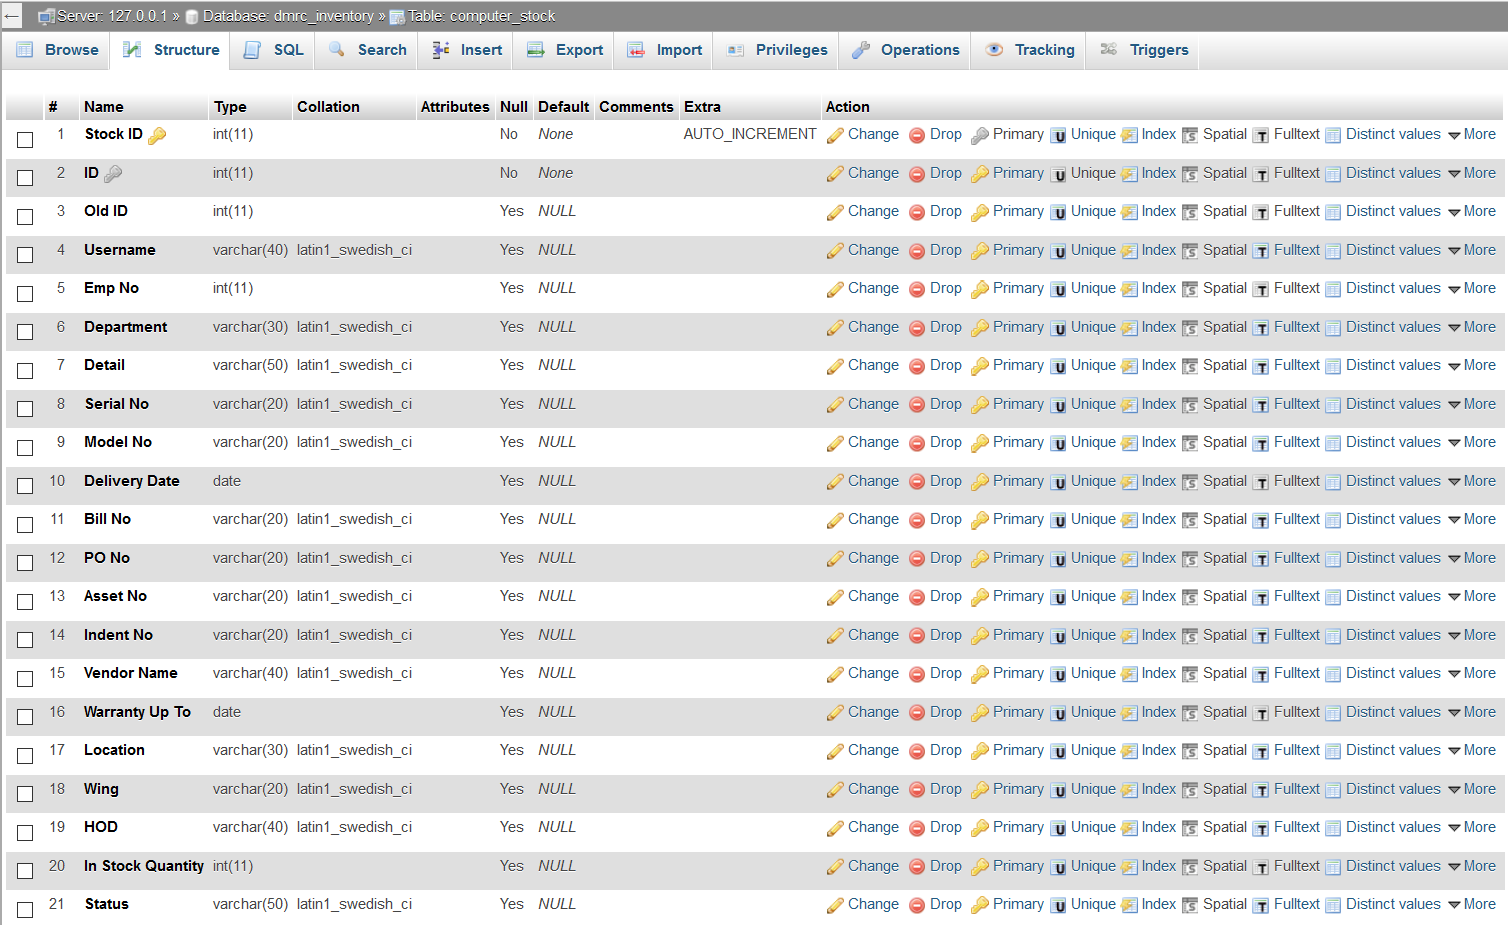 Server: 127.0.0.1 » Database: dmrc_inventory » Table: computer_stock
Browse Structure SQL Search Insert Export Import Privileges Operations Tracking Triggers
# Name Type Collation Attributes Null Default Comments Extra Action
1 Stock ID int(11) No None AUTO_INCREMENT Change Drop Primary Unique Index Spatial Fulltext Distinct values More
2 ID int(11) No None Change Drop Primary Unique Index Spatial Fulltext Distinct values More
3 Old ID int(11) Yes NULL Change Drop Primary Unique Index Spatial Fulltext Distinct values More
4 Username varchar(40) latin1_swedish_ci Yes NULL Change Drop Primary Unique Index Spatial Fulltext Distinct values More
5 Emp No int(11) Yes NULL Change Drop Primary Unique Index Spatial Fulltext Distinct values More
6 Department varchar(30) latin1_swedish_ci Yes NULL Change Drop Primary Unique Index Spatial Fulltext Distinct values More
7 Detail varchar(50) latin1_swedish_ci Yes NULL Change Drop Primary Unique Index Spatial Fulltext Distinct values More
8 Serial No varchar(20) latin1_swedish_ci Yes NULL Change Drop Primary Unique Index Spatial Fulltext Distinct values More
9 Model No varchar(20) latin1_swedish_ci Yes NULL Change Drop Primary Unique Index Spatial Fulltext Distinct values More
10 Delivery Date date Yes NULL Change Drop Primary Unique Index Spatial Fulltext Distinct values More
11 Bill No varchar(20) latin1_swedish_ci Yes NULL Change Drop Primary Unique Index Spatial Fulltext Distinct values More
12 PO No varchar(20) latin1_swedish_ci Yes NULL Change Drop Primary Unique Index Spatial Fulltext Distinct values More
13 Asset No varchar(20) latin1_swedish_ci Yes NULL Change Drop Primary Unique Index Spatial Fulltext Distinct values More
14 Indent No varchar(20) latin1_swedish_ci Yes NULL Change Drop Primary Unique Index Spatial Fulltext Distinct values More
15 Vendor Name varchar(40) latin1_swedish_ci Yes NULL Change Drop Primary Unique Index Spatial Fulltext Distinct values More
16 Warranty Up To date Yes NULL Change Drop Primary Unique Index Spatial Fulltext Distinct values More
17 Location varchar(30) latin1_swedish_ci Yes NULL Change Drop Primary Unique Index Spatial Fulltext Distinct values More
18 Wing varchar(20) latin1_swedish_ci Yes NULL Change Drop Primary Unique Index Spatial Fulltext Distinct values More
19 HOD varchar(40) latin1_swedish_ci Yes NULL Change Drop Primary Unique Index Spatial Fulltext Distinct values More
20 In Stock Quantity int(11) Yes NULL Change Drop Primary Unique Index Spatial Fulltext Distinct values More
21 Status varchar(50) latin1_swedish_ci Yes NULL Change Drop Primary Unique Index Spatial Fulltext Distinct values More